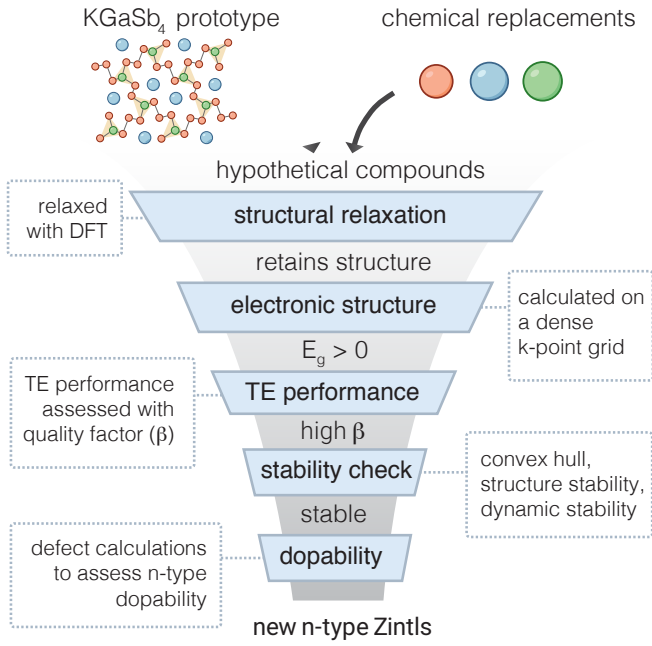 KGaSb₄ prototype
chemical replacements
hypothetical compounds
relaxed
with DFT
structural relaxation
retains structure
electronic structure
calculated on
a dense
k-point grid
E_g > 0
TE performance
assessed with
quality factor (β)
TE performance
high β
stability check
convex hull,
structure stability,
dynamic stability
stable
defect calculations
to assess n-type
dopability
dopability
new n-type Zintls